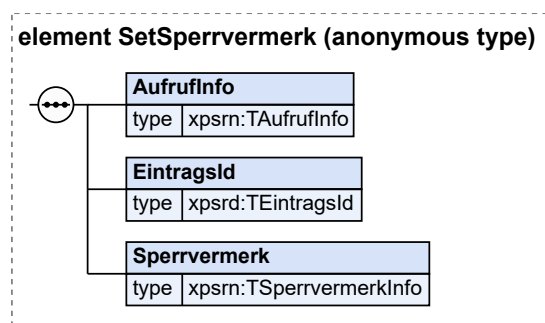 element SetSperrvermerk (anonymous type)
AufrufInfo
type xpsrn:TAufrufInfo
EintragsId
type xpsrd:TEintragsId
Sperrvermerk
type xpsrn:TSperrvermerkInfo